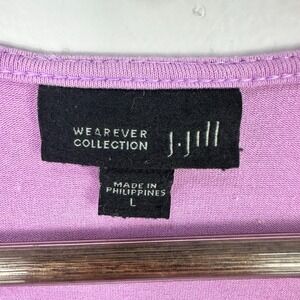 WEAREVER
COLLECTION
J.Jill
MADE IN
PHILIPPINES
L